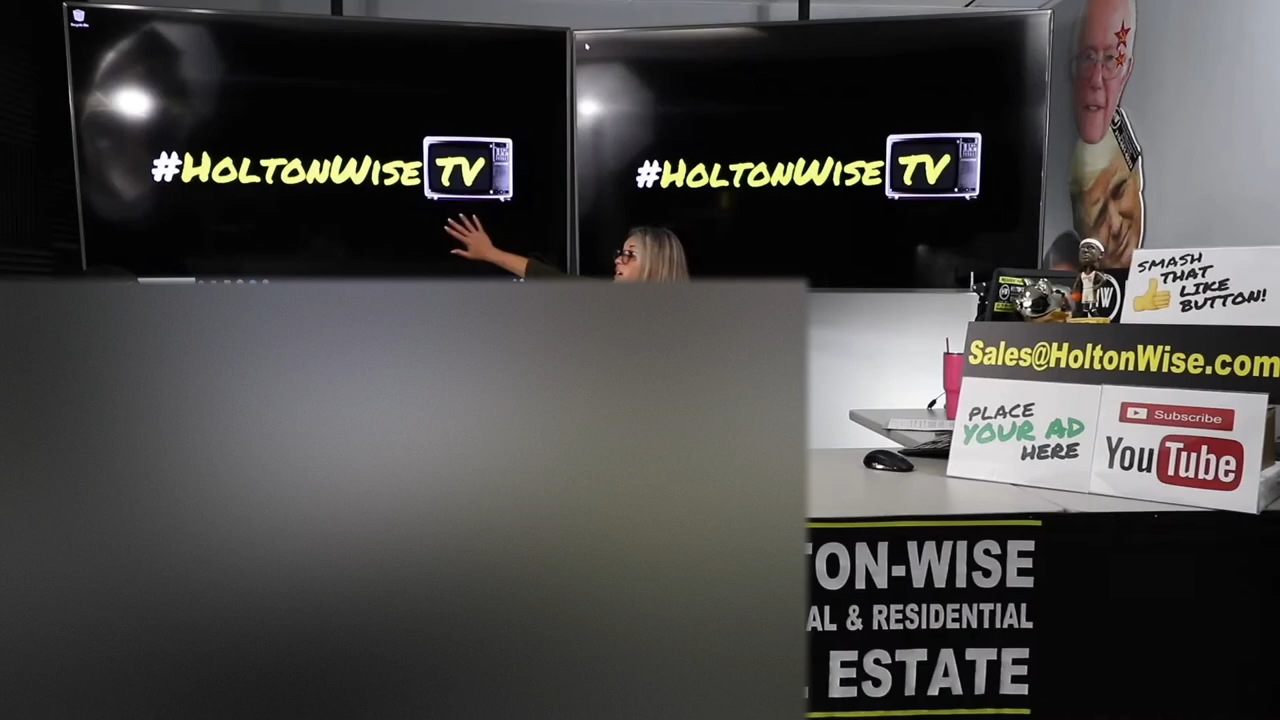 #HOLTONWISE TV
#HOLTONWISE TV
SMASH
THAT
LIKE
BUTTON!
Sales@HoltonWise.com
PLACE
YOUR AD
HERE
Subscribe
YouTube
TON-WISE
AL & RESIDENTIAL
ESTATE